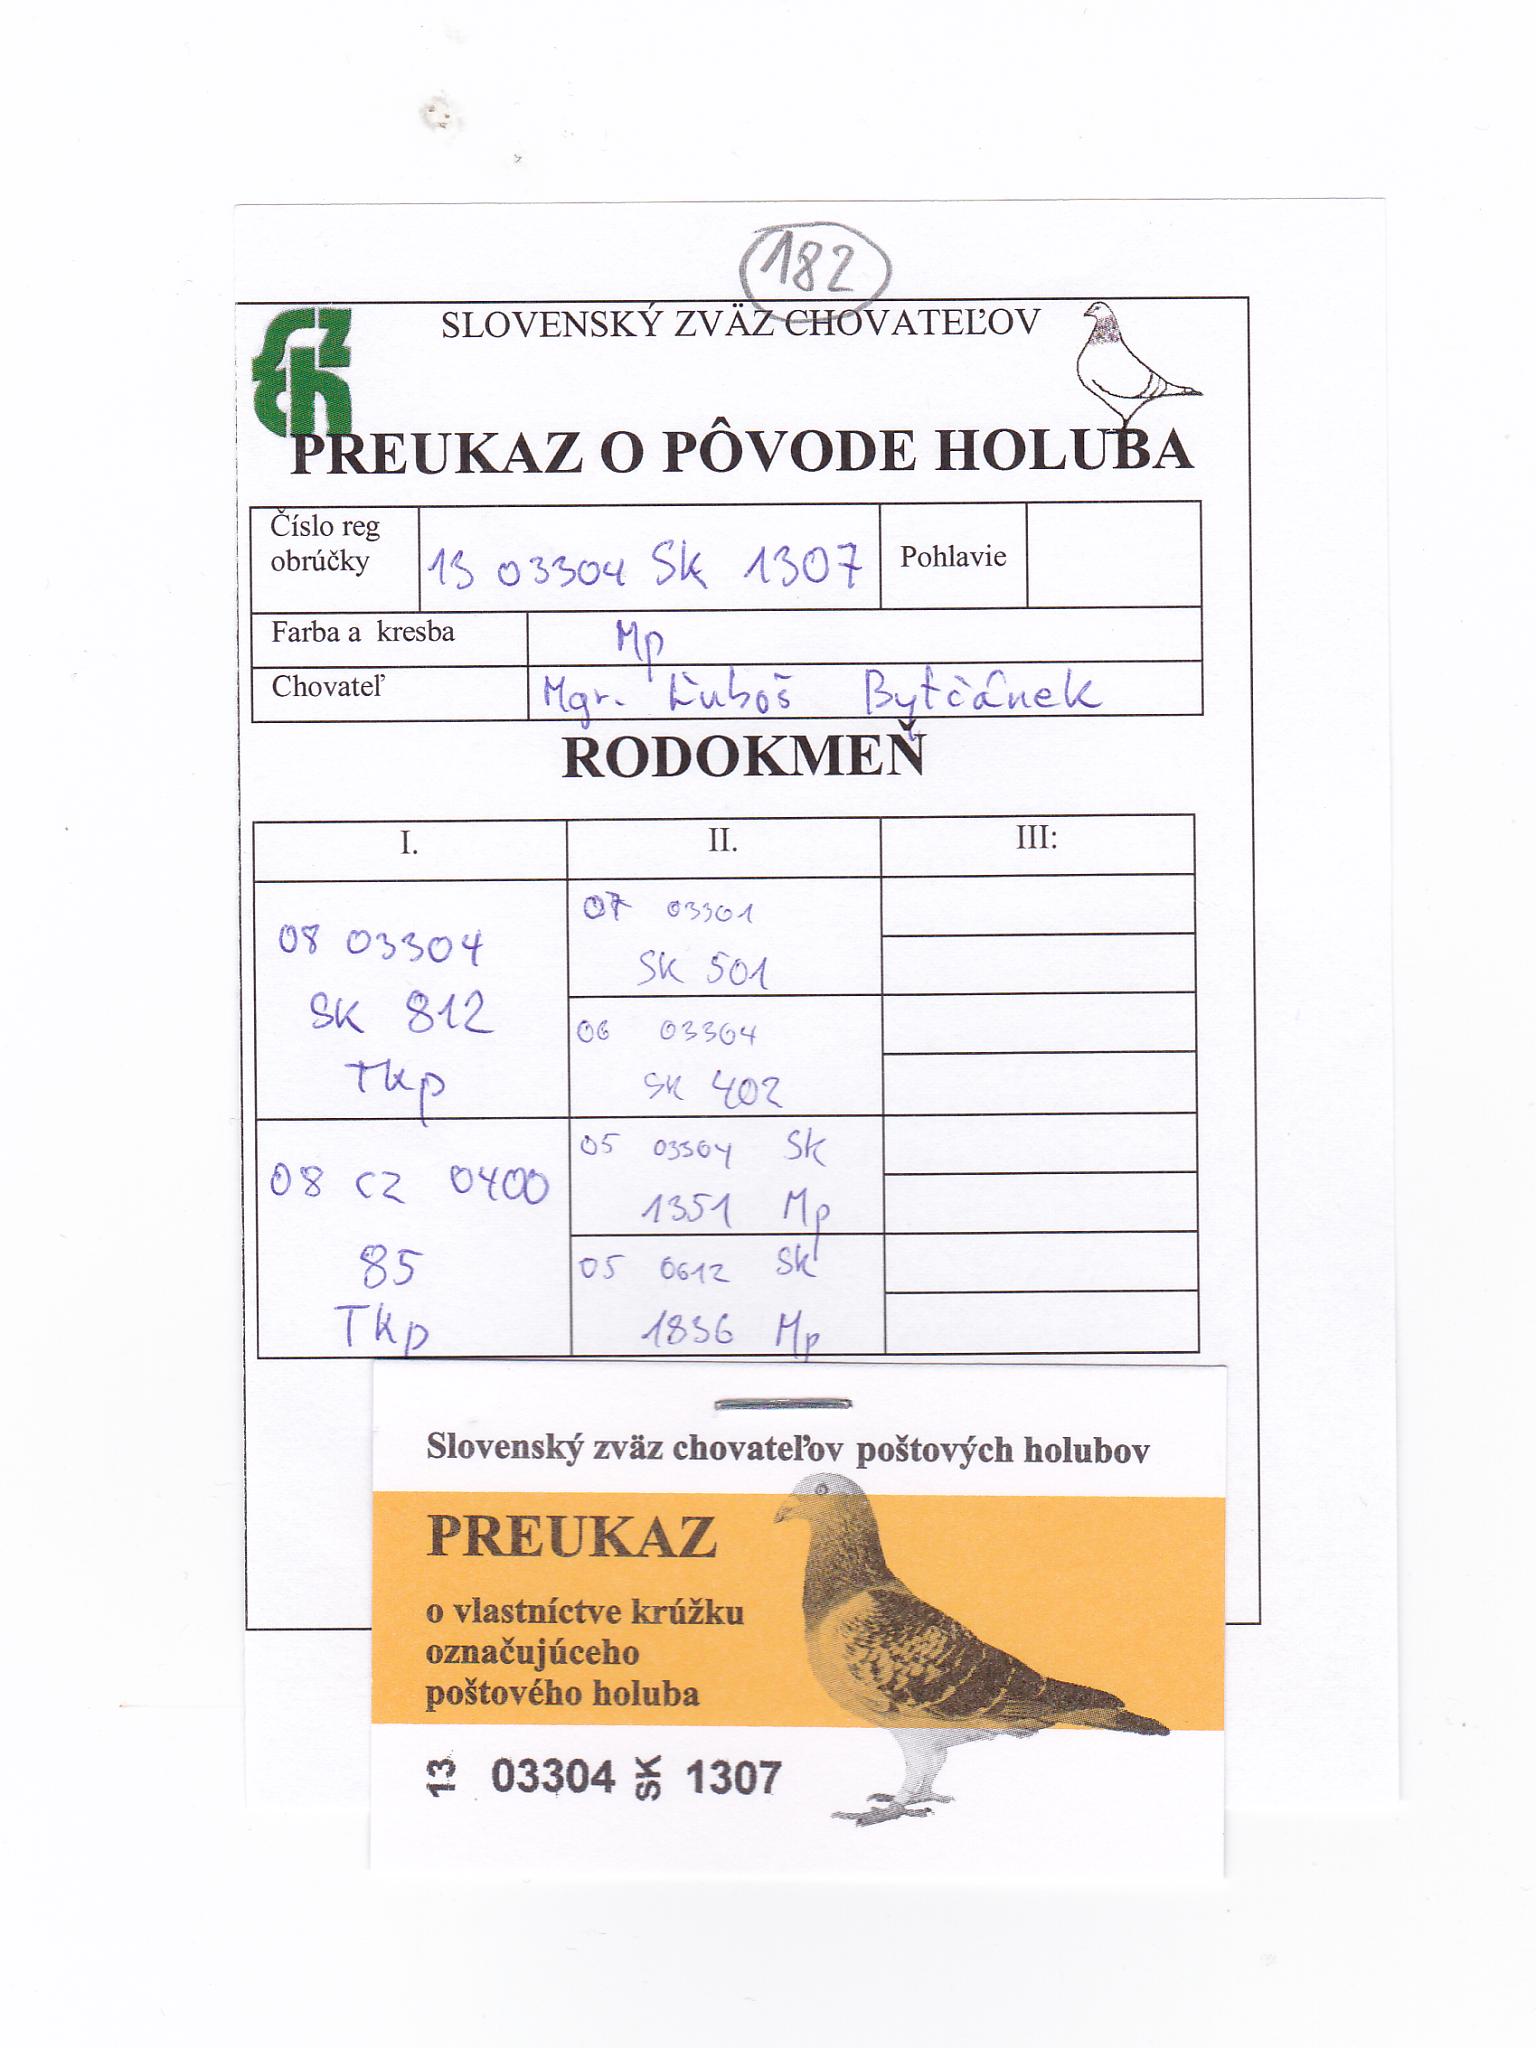 182
SLOVENSKÝ ZVÄZ CHOVATEĽOV
PREUKAZ O PÔVODE HOLUBA
Číslo reg
obrúčky
13 03304 SK 1307
Pohlavie
Farba a kresba
Mp
Chovateľ
Mgr. Ľuboš Bytčánek
RODOKMEŇ
I.
II.
III:
08 03304
SK 812
Tkp
07 03301
SK 501
06 03304
SK 402
08 CZ 0400
85
Tkp
05 03304 SK
1351 Mp
05 0612 SK
1836 Mp
Slovenský zväz chovateľov poštových holubov
PREUKAZ
o vlastníctve krúžku
označujúceho
poštového holuba
13 03304 SK 1307